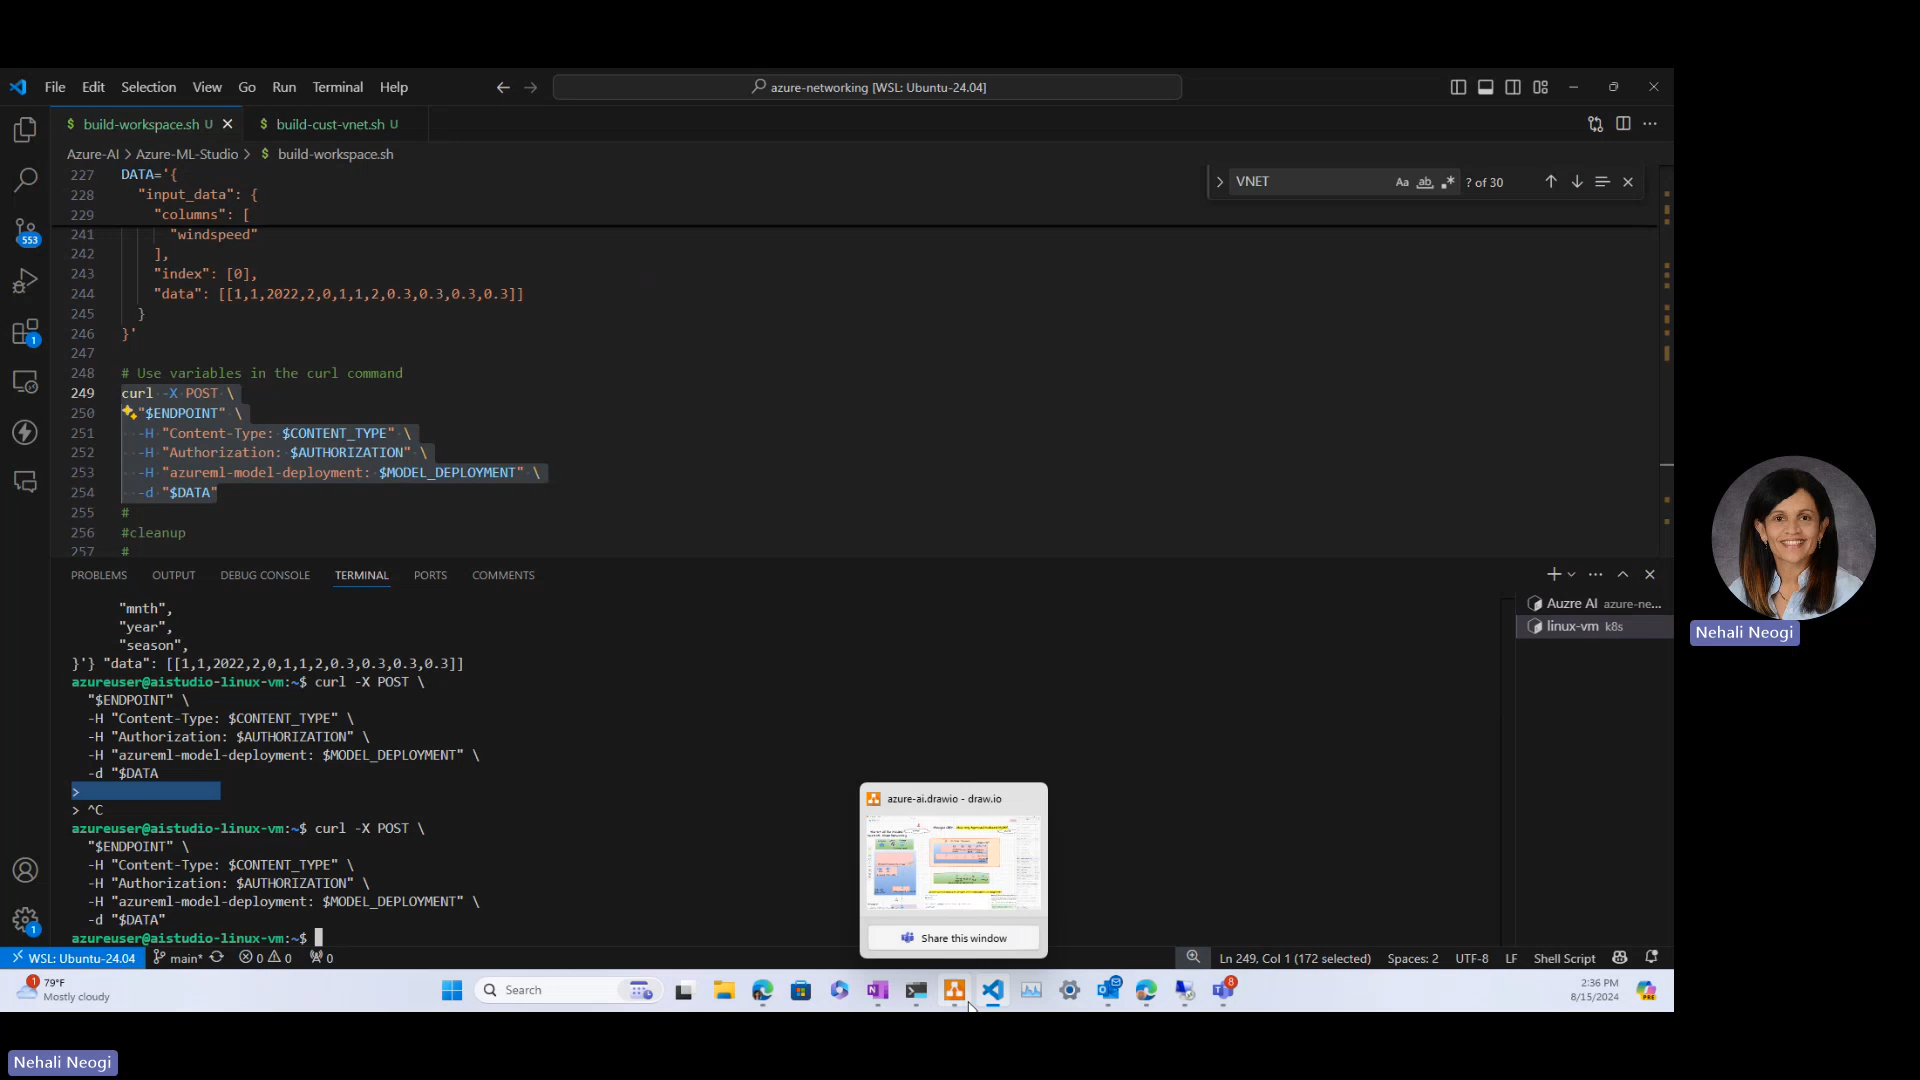 File Edit Selection View Go Run Terminal Help
azure-networking [WSL: Ubuntu-24.04]
$ build-workspace.sh U
$ build-cust-vnet.sh U
Azure-AI > Azure-ML-Studio > $ build-workspace.sh
VNET
Aa ab ? of 30
227 DATA='{
228 "input_data": {
229 "columns": [
241 "windspeed"
242 ],
243 "index": [0],
244 "data": [[1,1,2022,2,0,1,1,2,0.3,0.3,0.3,0.3]]
245 }
246 }'
247
248 # Use variables in the curl command
249 curl -X POST \
250 "$ENDPOINT" \
251 -H "Content-Type: $CONTENT_TYPE" \
252 -H "Authorization: $AUTHORIZATION" \
253 -H "azureml-model-deployment: $MODEL_DEPLOYMENT" \
254 -d "$DATA"
255 #
256 #cleanup
257 #
553
1
1
PROBLEMS OUTPUT DEBUG CONSOLE TERMINAL PORTS COMMENTS
Auzre AI azure-ne...
linux-vm k8s
"mnth",
"year",
"season",
}'} "data": [[1,1,2022,2,0,1,1,2,0.3,0.3,0.3,0.3]]
azureuser@aistudio-linux-vm:~$ curl -X POST \
"$ENDPOINT" \
-H "Content-Type: $CONTENT_TYPE" \
-H "Authorization: $AUTHORIZATION" \
-H "azureml-model-deployment: $MODEL_DEPLOYMENT" \
-d "$DATA
>
> ^C
azureuser@aistudio-linux-vm:~$ curl -X POST \
"$ENDPOINT" \
-H "Content-Type: $CONTENT_TYPE" \
-H "Authorization: $AUTHORIZATION" \
-H "azureml-model-deployment: $MODEL_DEPLOYMENT" \
-d "$DATA"
azureuser@aistudio-linux-vm:~$
azure-ai.drawio - draw.io
Share this window
WSL: Ubuntu-24.04 main* 0 0 0
Ln 249, Col 1 (172 selected) Spaces: 2 UTF-8 LF Shell Script
1 79°F
Mostly cloudy
Search
8
2:36 PM
8/15/2024
PRE
Nehali Neogi
Nehali Neogi